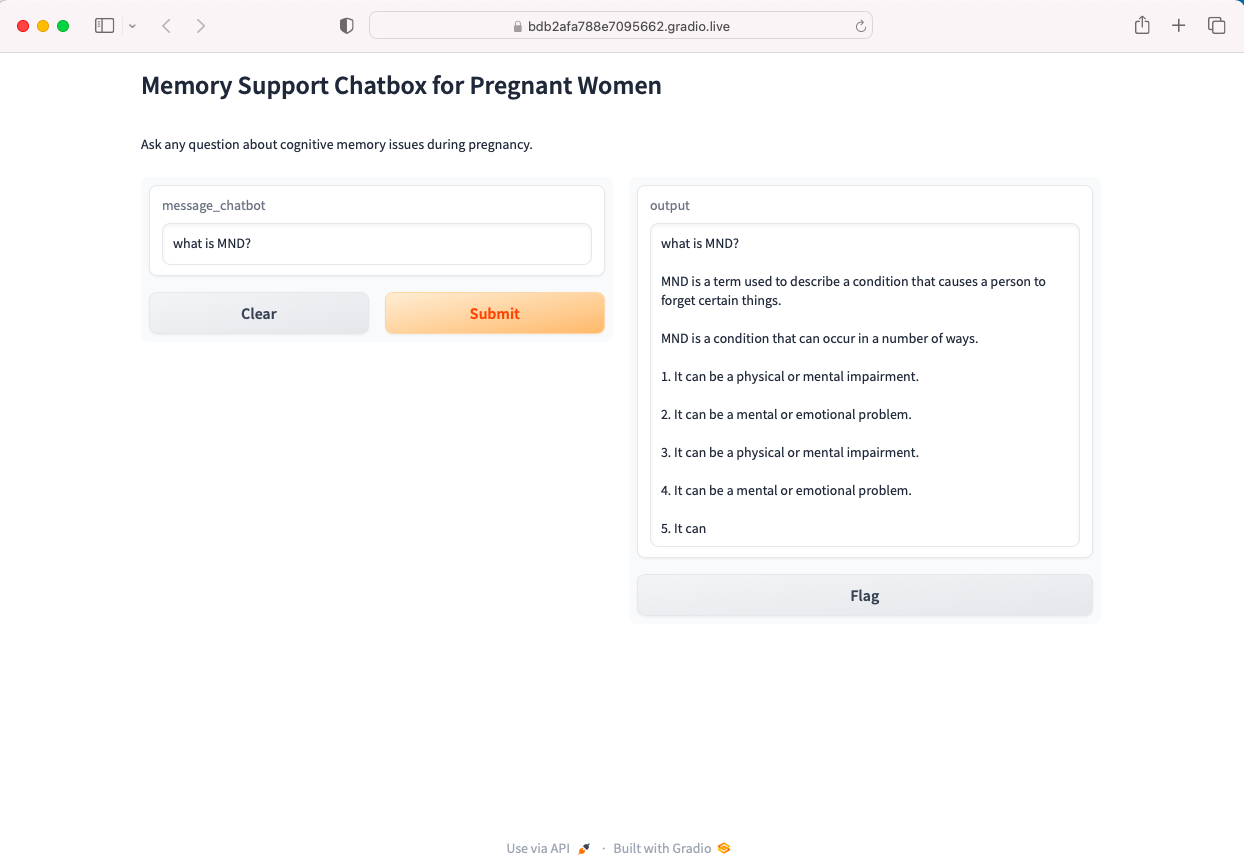 bdb2afa788e7095662.gradio.live
Memory Support Chatbox for Pregnant Women
Ask any question about cognitive memory issues during pregnancy.
message_chatbot
what is MND?
Clear
Submit
output
what is MND?
MND is a term used to describe a condition that causes a person to
forget certain things.
MND is a condition that can occur in a number of ways.
1. It can be a physical or mental impairment.
2. It can be a mental or emotional problem.
3. It can be a physical or mental impairment.
4. It can be a mental or emotional problem.
5. It can
Flag
Use via API · Built with Gradio